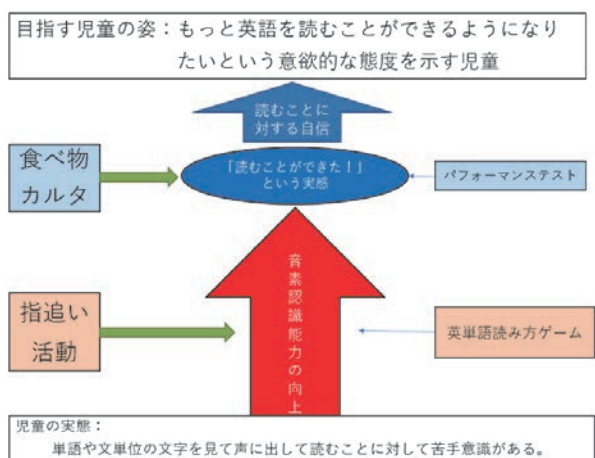 目指す児童の姿：もっと英語を読むことができるようになり
たいという意欲的な態度を示す児童
読むことに
対する自信
食べ物
カルタ
「読むことができた！」
という実感
パフォーマンステスト
音素認識能力の向上
指追い
活動
英単語読み方ゲーム
児童の実態：
単語や文単位の文字を見て声に出して読むことに対して苦手意識がある。